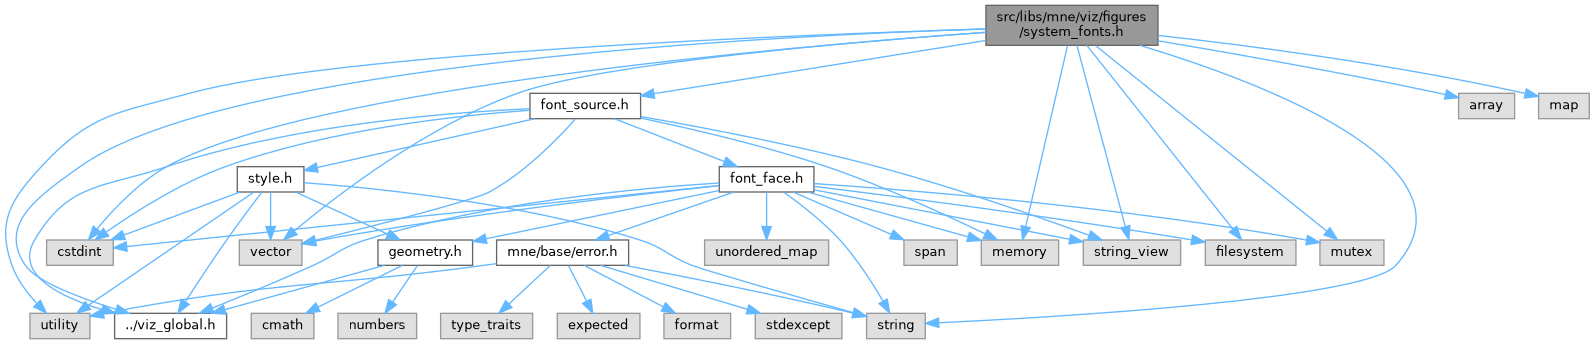 src/libs/mne/viz/figures
/system_fonts.h
font_source.h
array
map
style.h
font_face.h
cstdint
vector
geometry.h
mne/base/error.h
unordered_map
span
memory
string_view
filesystem
mutex
utility
../viz_global.h
cmath
numbers
type_traits
expected
format
stdexcept
string